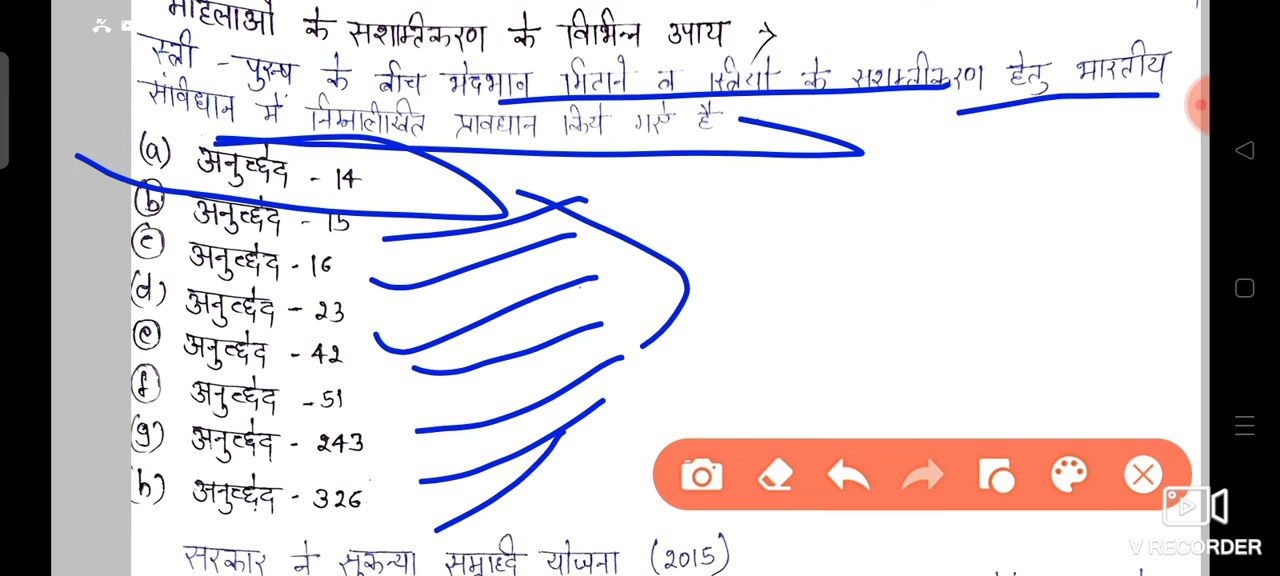 महिलाओं के सशक्तिकरण के विभिन्न उपाय →
स्त्री - पुरुष के बीच भेदभाव मिटाने व स्त्रियों के सशक्तीकरण हेतु भारतीय
संविधान में निम्नलिखित प्रावधान किये गए है
(a) अनुच्छेद - 14
(b) अनुच्छेद - 15
(c) अनुच्छेद - 16
(d) अनुच्छेद - 23
(e) अनुच्छेद - 42
(f) अनुच्छेद - 51
(g) अनुच्छेद - 243
(h) अनुच्छेद - 326
सरकार ने सुकन्या समृध्दि योजना (2015)
V RECORDER